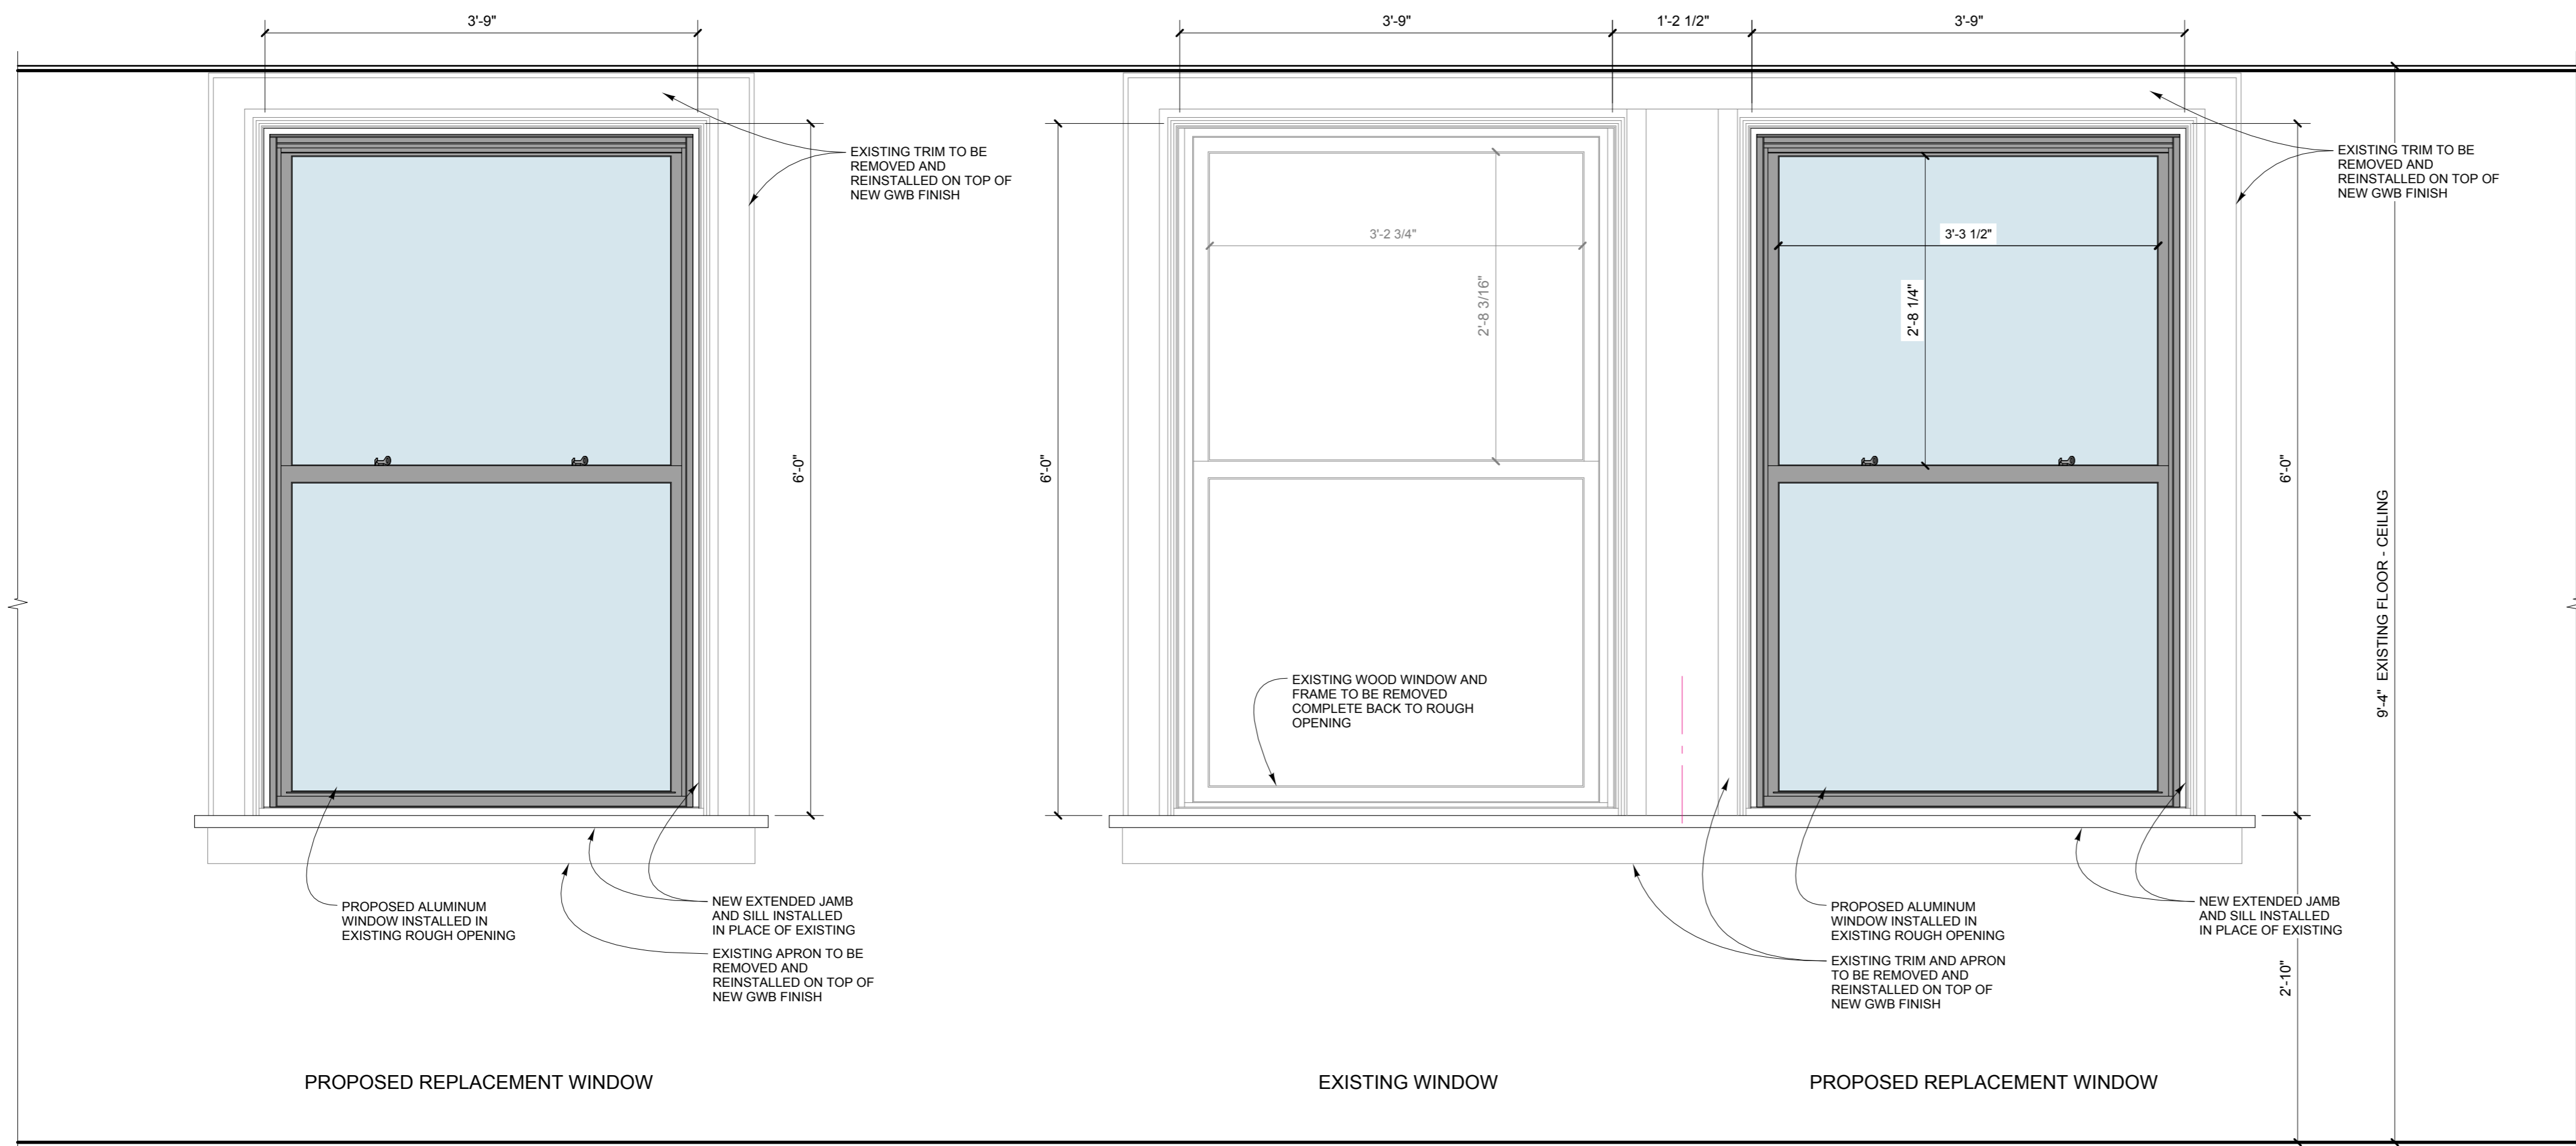 3'-9"
3'-9"
1'-2 1/2"
3'-9"
EXISTING TRIM TO BE
REMOVED AND
REINSTALLED ON TOP OF
NEW GWB FINISH
6'-0"
6'-0"
3'-2 3/4"
2'-8 3/16"
EXISTING WOOD WINDOW AND
FRAME TO BE REMOVED
COMPLETE BACK TO ROUGH
OPENING
3'-3 1/2"
2'-8 1/4"
EXISTING TRIM TO BE
REMOVED AND
REINSTALLED ON TOP OF
NEW GWB FINISH
6'-0"
9'-4" EXISTING FLOOR - CEILING
PROPOSED ALUMINUM
WINDOW INSTALLED IN
EXISTING ROUGH OPENING
NEW EXTENDED JAMB
AND SILL INSTALLED
IN PLACE OF EXISTING
EXISTING APRON TO BE
REMOVED AND
REINSTALLED ON TOP OF
NEW GWB FINISH
PROPOSED ALUMINUM
WINDOW INSTALLED IN
EXISTING ROUGH OPENING
EXISTING TRIM AND APRON
TO BE REMOVED AND
REINSTALLED ON TOP OF
NEW GWB FINISH
NEW EXTENDED JAMB
AND SILL INSTALLED
IN PLACE OF EXISTING
2'-10"
PROPOSED REPLACEMENT WINDOW
EXISTING WINDOW
PROPOSED REPLACEMENT WINDOW